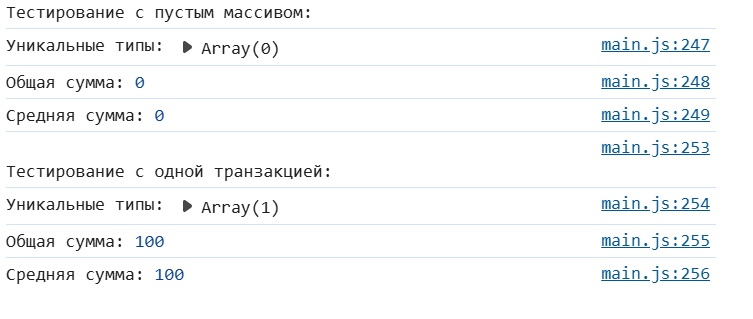 Тестирование с пустым массивом:
Уникальные типы: ▶ Array(0) main.js:247
Общая сумма: 0 main.js:248
Средняя сумма: 0 main.js:249
main.js:253
Тестирование с одной транзакцией:
Уникальные типы: ▶ Array(1) main.js:254
Общая сумма: 100 main.js:255
Средняя сумма: 100 main.js:256